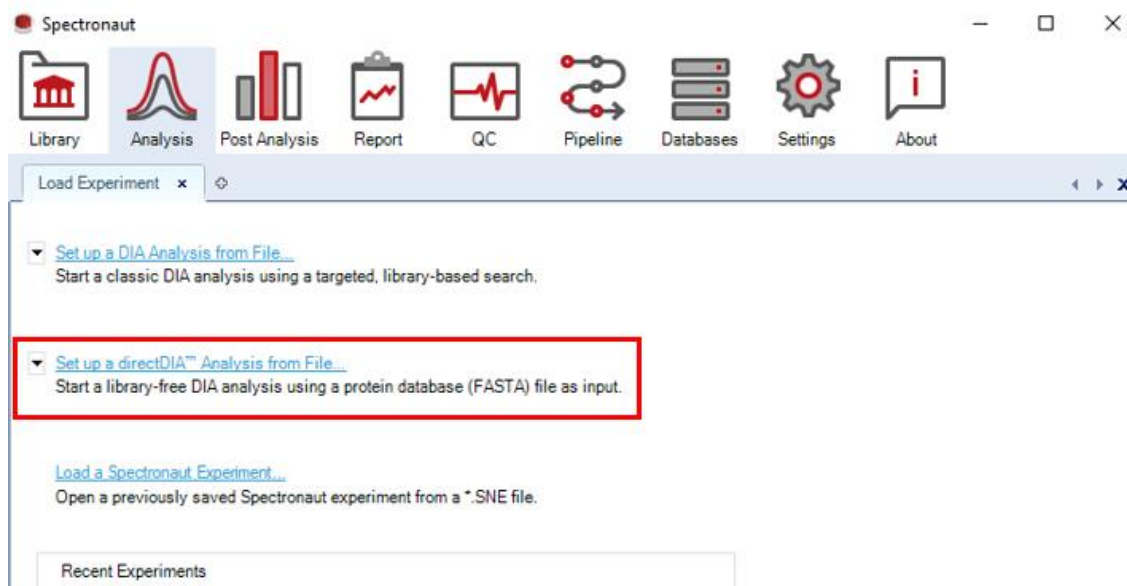 Spectronaut
Library Analysis Post Analysis Report QC Pipeline Databases Settings About
Load Experiment
Set up a DIA Analysis from File...
Start a classic DIA analysis using a targeted, library-based search.
Set up a directDIA™ Analysis from File...
Start a library-free DIA analysis using a protein database (FASTA) file as input.
Load a Spectronaut Experiment...
Open a previously saved Spectronaut experiment from a *.SNE file.
Recent Experiments